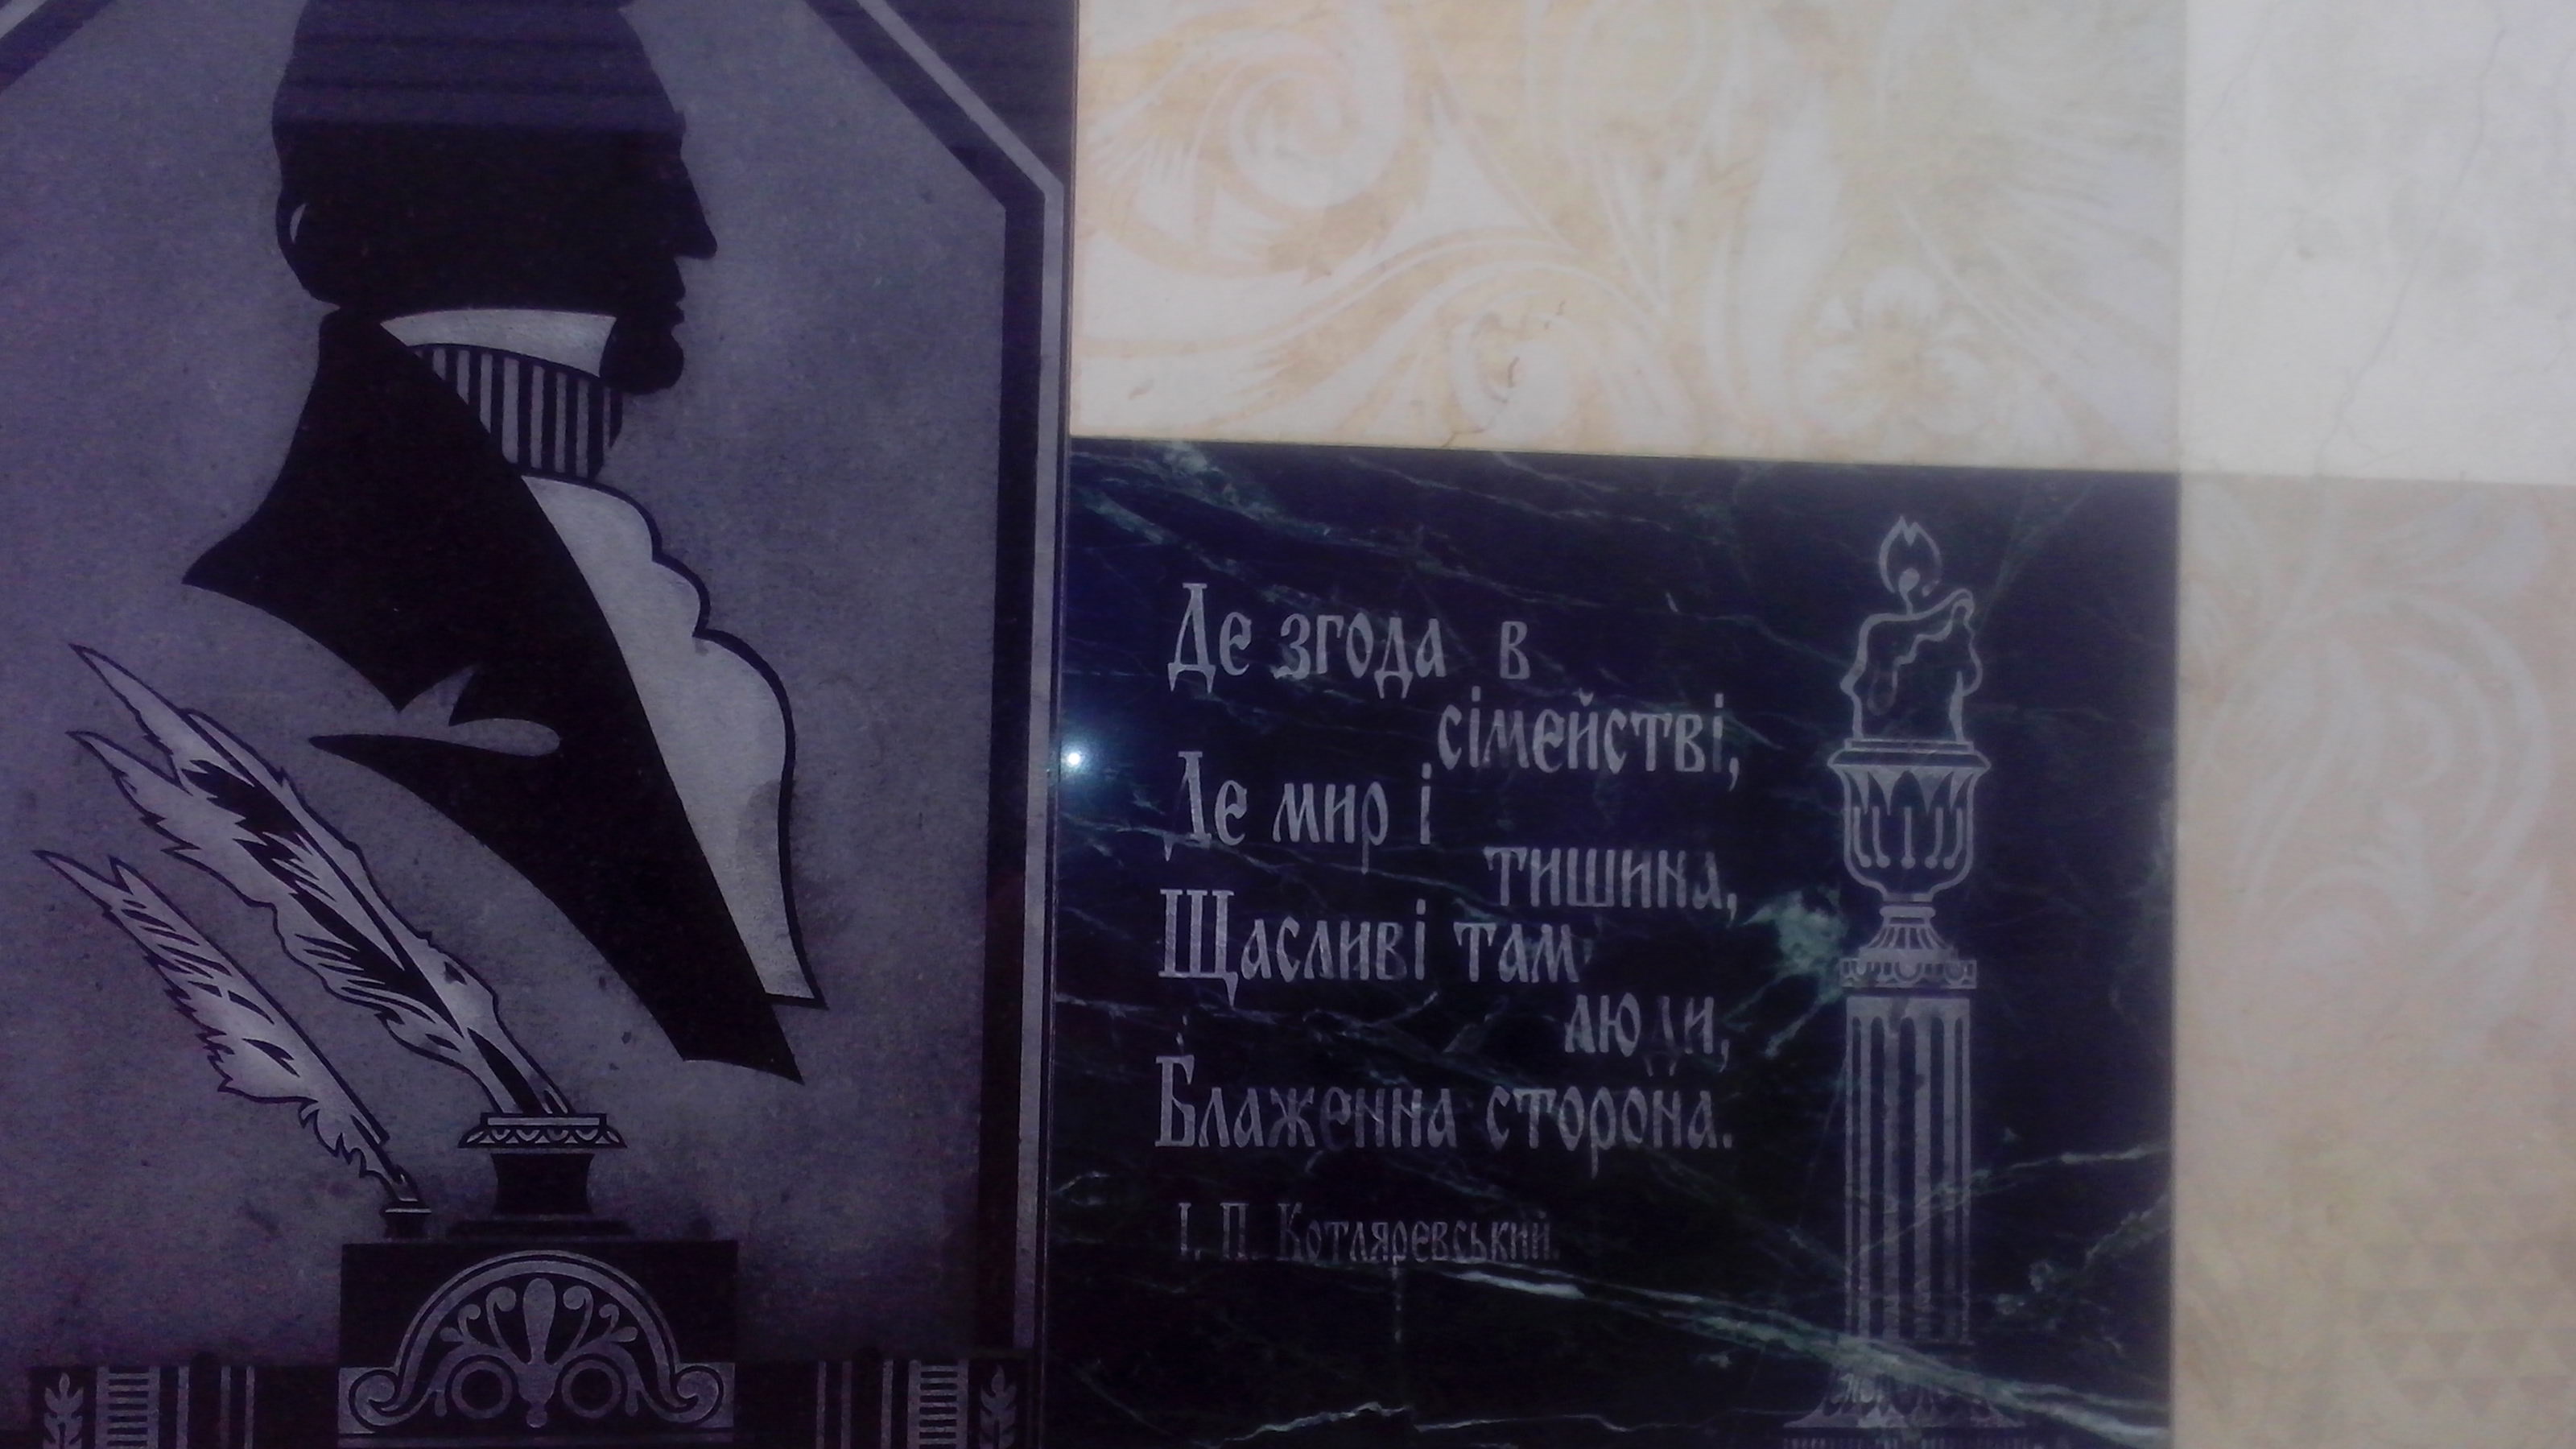 Де згода в
сімействі,
Де мир і
тишина,
Щасливі там
люди,
Блаженна сторона.
І. П. Котляревський.